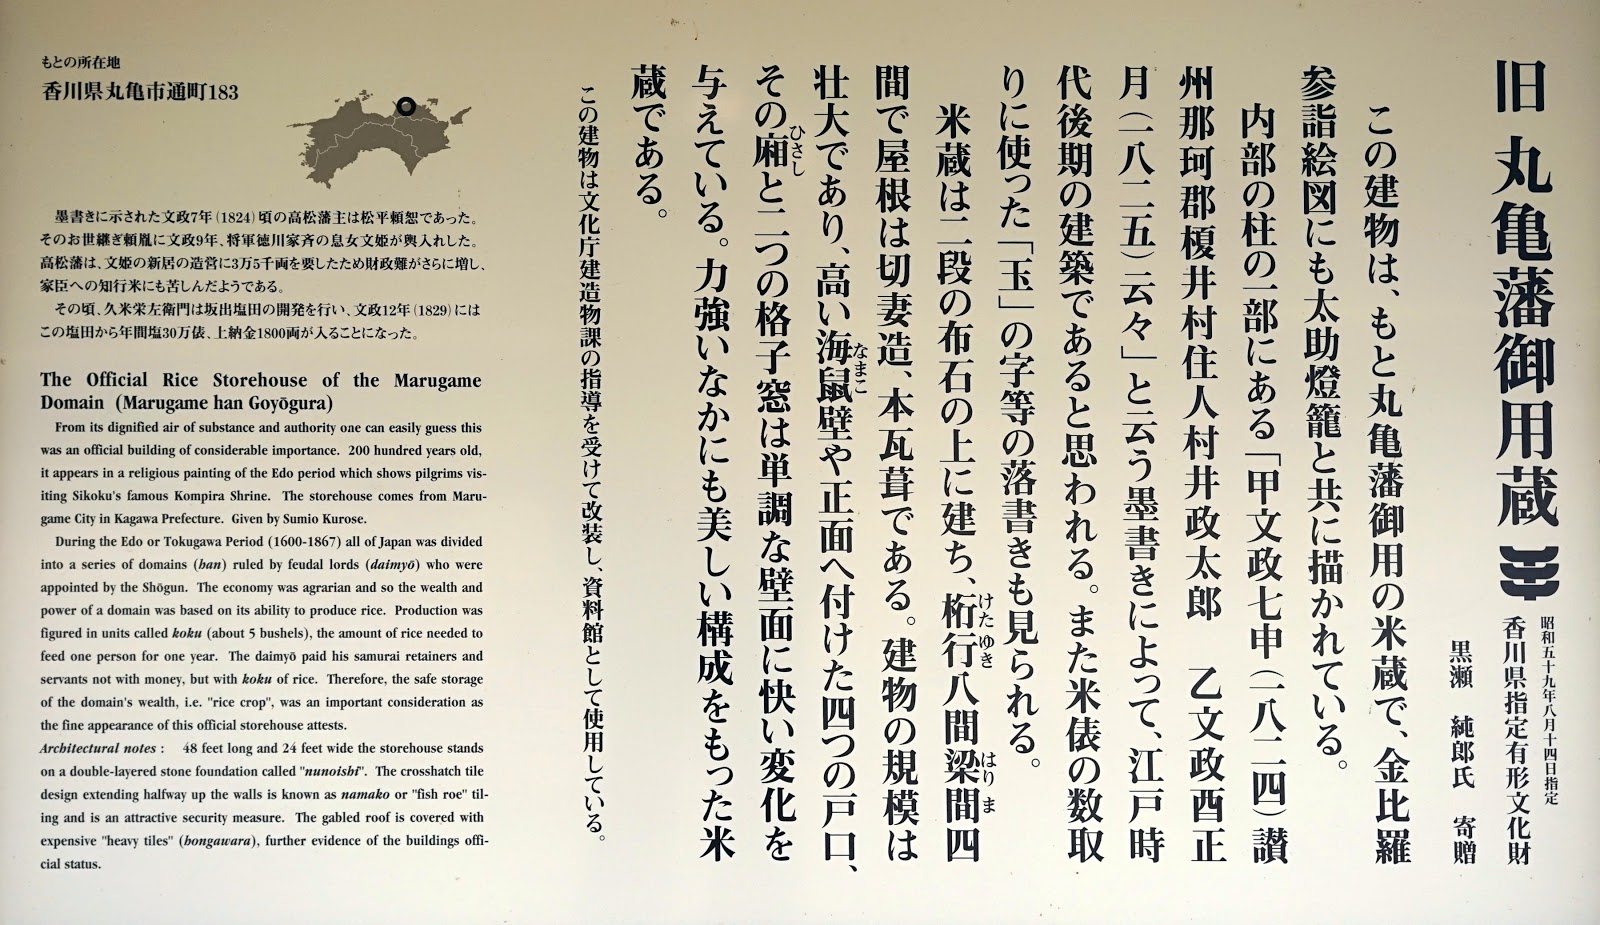 旧丸亀藩御用蔵
昭和五十九年八月十四日指定
香川県指定有形文化財
黒瀬 純郎氏 寄贈
この建物は、もと丸亀藩御用の米蔵で、金比羅
参詣絵図にも太助燈籠と共に描かれている。
内部の柱の一部にある「甲文政七申(一八二四)讃
州那珂郡榎井村住人村井政太郎 乙文政酉正
月(一八二五)云々」と云う墨書きによって、江戸時
代後期の建築であると思われる。また米俵の数取
りに使った「玉」の字等の落書きも見られる。
米蔵は二段の布石の上に建ち、桁行八間梁間四
けたゆき
はりま
間で屋根は切妻造、本瓦葺である。建物の規模は
壮大であり、高い海鼠壁や正面へ付けた四つの戸口、
なまこ
その廂と二つの格子窓は単調な壁面に快い変化を
ひさし
与えている。力強いなかにも美しい構成をもった米
蔵である。
この建物は文化庁建造物課の指導を受けて改装し、資料館として使用している。
もとの所在地
香川県丸亀市通町183
墨書きに示された文政7年(1824)頃の高松藩主は松平頼恕であった。
そのお世継ぎ頼胤に文政9年、将軍徳川家斉の息女文姫が輿入れした。
高松藩は、文姫の新居の造営に3万5千両を要したため財政難がさらに増し、
家臣への知行米にも苦しんだようである。
その頃、久米栄左衛門は坂出塩田の開発を行い、文政12年(1829)には
この塩田から年間塩30万俵、上納金1800両が入ることになった。
The Official Rice Storehouse of the Marugame
Domain (Marugame han Goyōgura)
From its dignified air of substance and authority one can easily guess this
was an official building of considerable importance. 200 hundred years old,
it appears in a religious painting of the Edo period which shows pilgrims vis-
iting Sikoku's famous Kompira Shrine. The storehouse comes from Maru-
game City in Kagawa Prefecture. Given by Sumio Kurose.
During the Edo or Tokugawa Period (1600-1867) all of Japan was divided
into a series of domains (han) ruled by feudal lords (daimyō) who were
appointed by the Shōgun. The economy was agrarian and so the wealth and
power of a domain was based on its ability to produce rice. Production was
figured in units called koku (about 5 bushels), the amount of rice needed to
feed one person for one year. The daimyō paid his samurai retainers and
servants not with money, but with koku of rice. Therefore, the safe storage
of the domain's wealth, i.e. "rice crop", was an important consideration as
the fine appearance of this official storehouse attests.
Architectural notes : 48 feet long and 24 feet wide the storehouse stands
on a double-layered stone foundation called "nunoishi". The crosshatch tile
design extending halfway up the walls is known as namako or "fish roe" til-
ing and is an attractive security measure. The gabled roof is covered with
expensive "heavy tiles" (hongawara), further evidence of the buildings offi-
cial status.